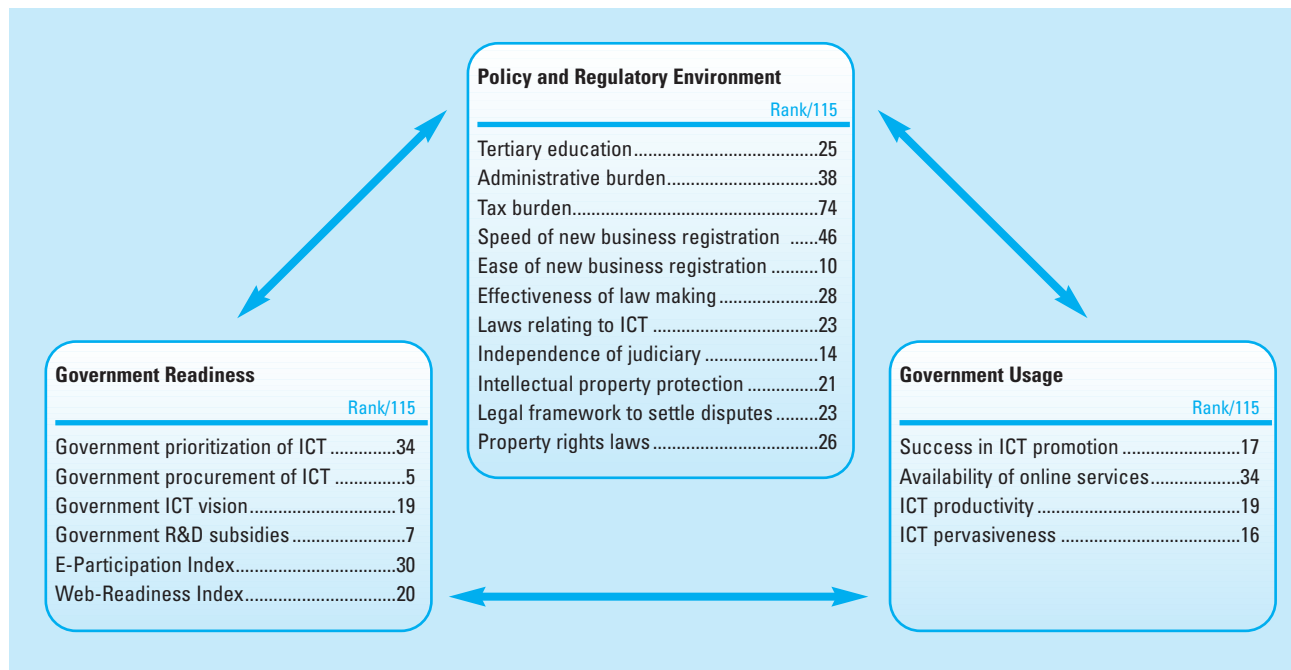 Policy and Regulatory Environment
Rank/115
Tertiary education.......................................25
Administrative burden................................38
Tax burden....................................................74
Speed of new business registration ......46
Ease of new business registration ..........10
Effectiveness of law making.....................28
Laws relating to ICT ...................................23
Independence of judiciary ........................14
Intellectual property protection ...............21
Legal framework to settle disputes.........23
Property rights laws...................................26
Government Readiness
Rank/115
Government prioritization of ICT ..............34
Government procurement of ICT ...............5
Government ICT vision...............................19
Government R&D subsidies........................7
E-Participation Index..................................30
Web-Readiness Index................................20
Government Usage
Rank/115
Success in ICT promotion ..........................17
Availability of online services...................34
ICT productivity ...........................................19
ICT pervasiveness ......................................16